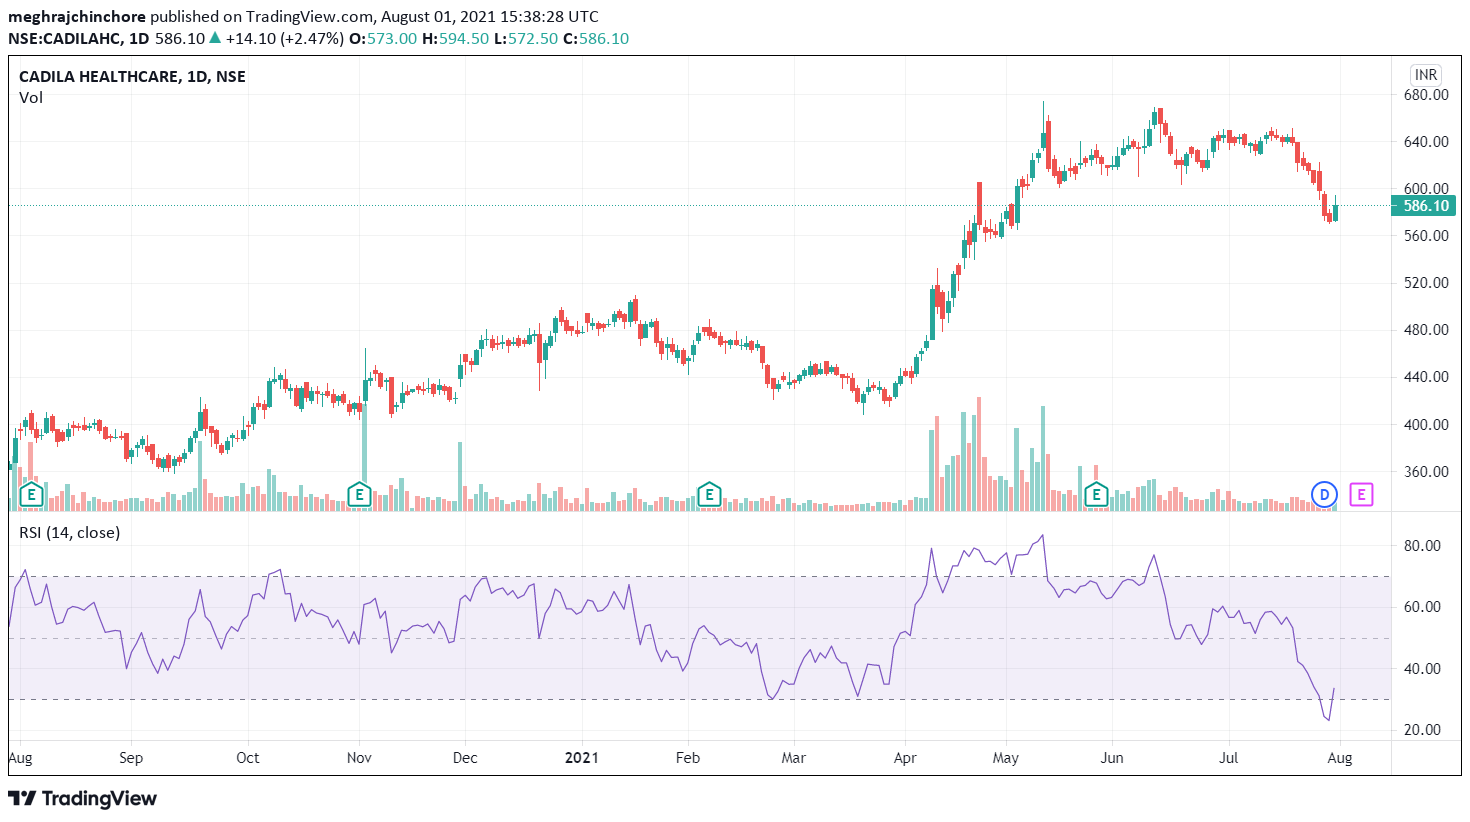 meghrajchinchore published on TradingView.com, August 01, 2021 15:38:28 UTC
NSE:CADILAHC, 1D 586.10 ▲ +14.10 (+2.47%) O:573.00 H:594.50 L:572.50 C:586.10
CADILA HEALTHCARE, 1D, NSE
Vol
INR
680.00
640.00
600.00
586.10
560.00
520.00
480.00
440.00
400.00
360.00
E E E E D E
RSI (14, close)
80.00
60.00
40.00
20.00
Aug Sep Oct Nov Dec 2021 Feb Mar Apr May Jun Jul Aug
TradingView